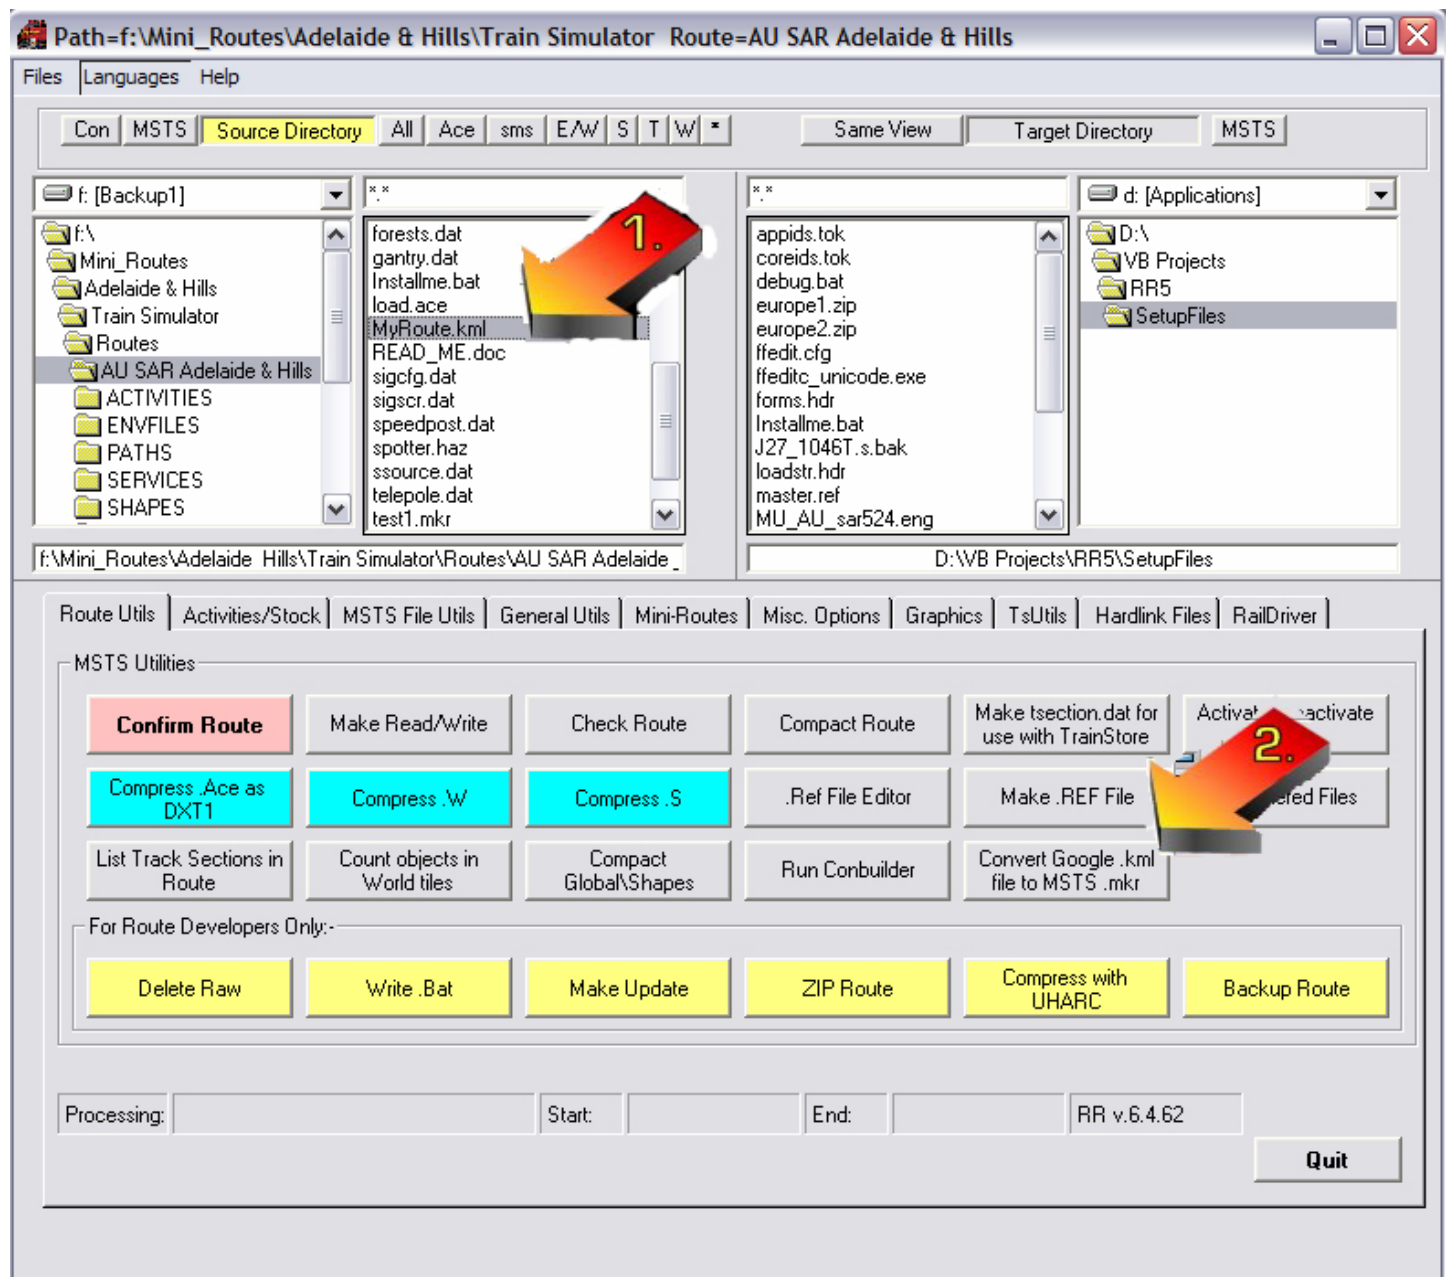 Path=f:\Mini_Routes\Adelaide & Hills\Train Simulator Route=AU SAR Adelaide & Hills
Files Languages Help
Con MSTS Source Directory All Ace sms E/W S T W * Same View Target Directory MSTS
f: [Backup1]
*.*
*.*
d: [Applications]
f:\
Mini_Routes
Adelaide & Hills
Train Simulator
Routes
AU SAR Adelaide & Hills
ACTIVITIES
ENVFILES
PATHS
SERVICES
SHAPES
forests.dat
gantry.dat
Installme.bat
load.ace
MyRoute.kml
READ_ME.doc
sigcfg.dat
sigscr.dat
speedpost.dat
spotter.haz
ssource.dat
telepole.dat
test1.mkr
1.
appids.tok
coreids.tok
debug.bat
europe1.zip
europe2.zip
ffedit.cfg
ffeditc_unicode.exe
forms.hdr
Installme.bat
J27_1046T.s.bak
loadstr.hdr
master.ref
MU_AU_sar524.eng
D:\
VB Projects
RR5
SetupFiles
f:\Mini_Routes\Adelaide Hills\Train Simulator\Routes\AU SAR Adelaide _
D:\VB Projects\RR5\SetupFiles
Route Utils Activities/Stock MSTS File Utils General Utils Mini-Routes Misc. Options Graphics TsUtils Hardlink Files RailDriver
MSTS Utilities
Confirm Route
Make Read/Write
Check Route
Compact Route
Make tsection.dat for
use with TrainStore
2.
Compress .Ace as
DXT1
Compress .W
Compress .S
.Ref File Editor
Make .REF File
Files
List Track Sections in
Route
Count objects in
World tiles
Compact
Global\Shapes
Run Conbuilder
Convert Google .kml
file to MSTS .mkr
For Route Developers Only:-
Delete Raw
Write .Bat
Make Update
ZIP Route
Compress with
UHARC
Backup Route
Processing: Start: End: RR v.6.4.62
Quit